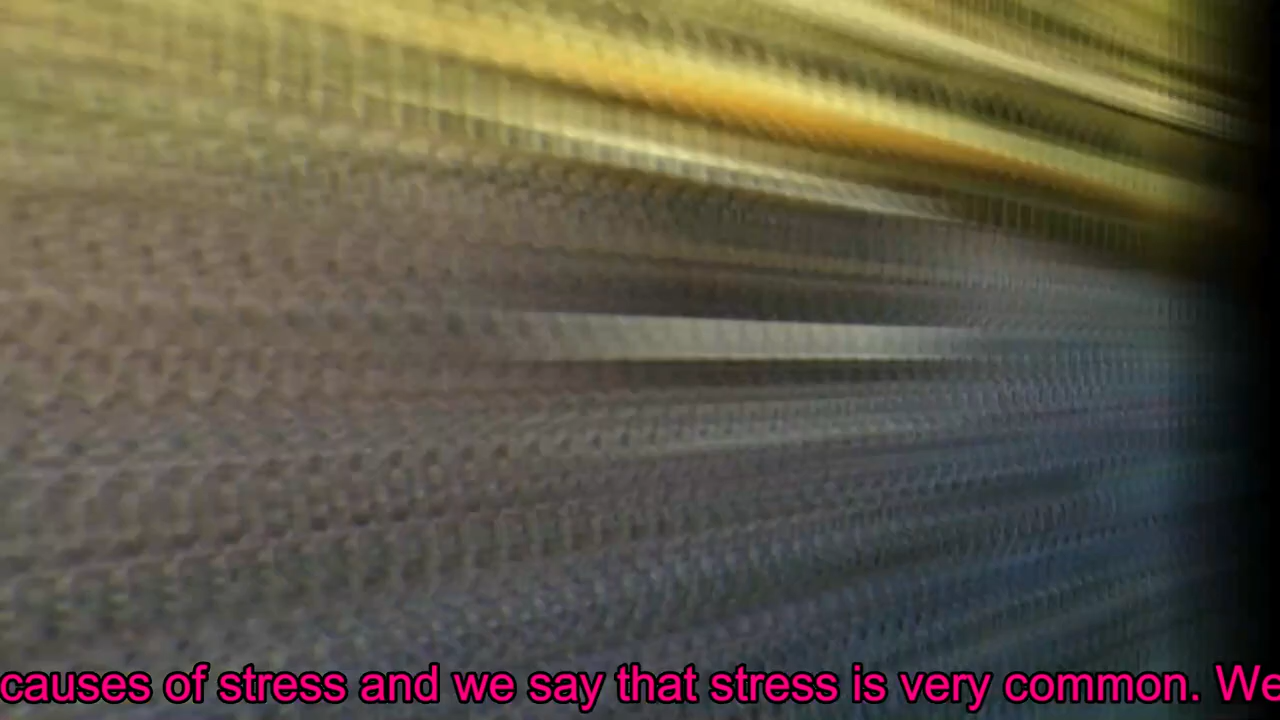 causes of stress and we say that stress is very common. We